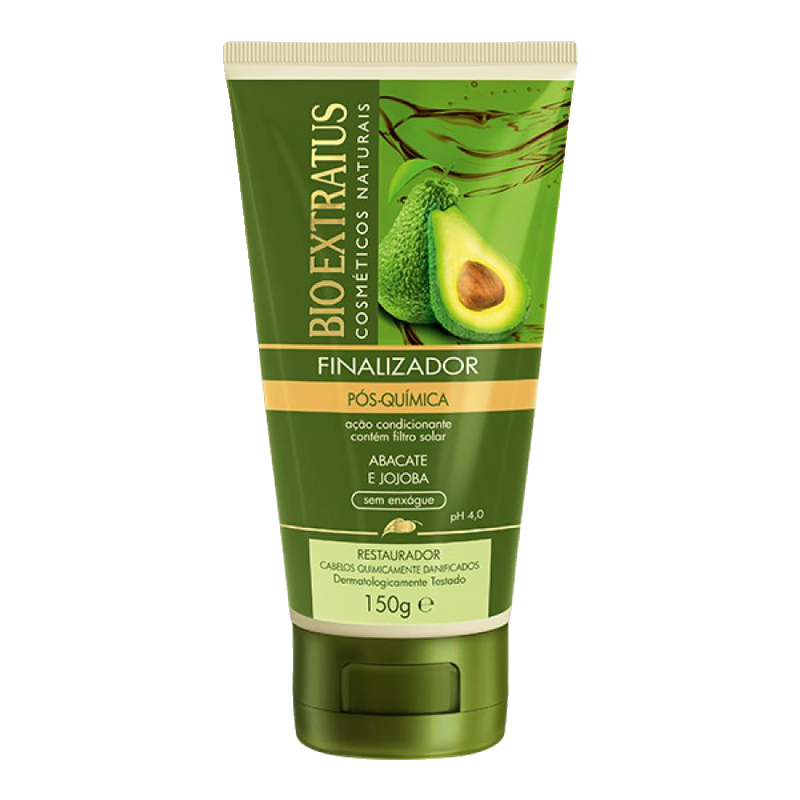 BIO EXTRATUS
COSMÉTICOS NATURAIS
FINALIZADOR
PÓS-QUÍMICA
ação condicionante
contém filtro solar
ABACATE
E JOJOBA
sem enxágue
pH 4,0
RESTAURADOR
CABELOS QUIMICAMENTE DANIFICADOS
Dermatologicamente Testado
150g ℮